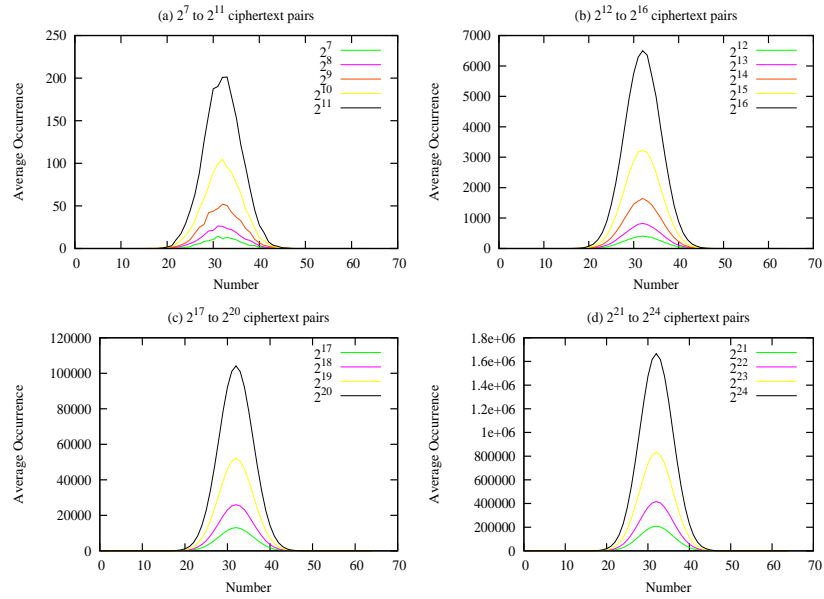 (a) 2^7 to 2^11 ciphertext pairs
250
200
150
100
50
0
0 10 20 30 40 50 60 70
Average Occurrence
Number
2^7
2^8
2^9
2^10
2^11
(b) 2^12 to 2^16 ciphertext pairs
7000
6000
5000
4000
3000
2000
1000
0
0 10 20 30 40 50 60 70
Average Occurrence
Number
2^12
2^13
2^14
2^15
2^16
(c) 2^17 to 2^20 ciphertext pairs
120000
100000
80000
60000
40000
20000
0
0 10 20 30 40 50 60 70
Average Occurrence
Number
2^17
2^18
2^19
2^20
(d) 2^21 to 2^24 ciphertext pairs
1.8e+06
1.6e+06
1.4e+06
1.2e+06
1e+06
800000
600000
400000
200000
0
0 10 20 30 40 50 60 70
Average Occurrence
Number
2^21
2^22
2^23
2^24